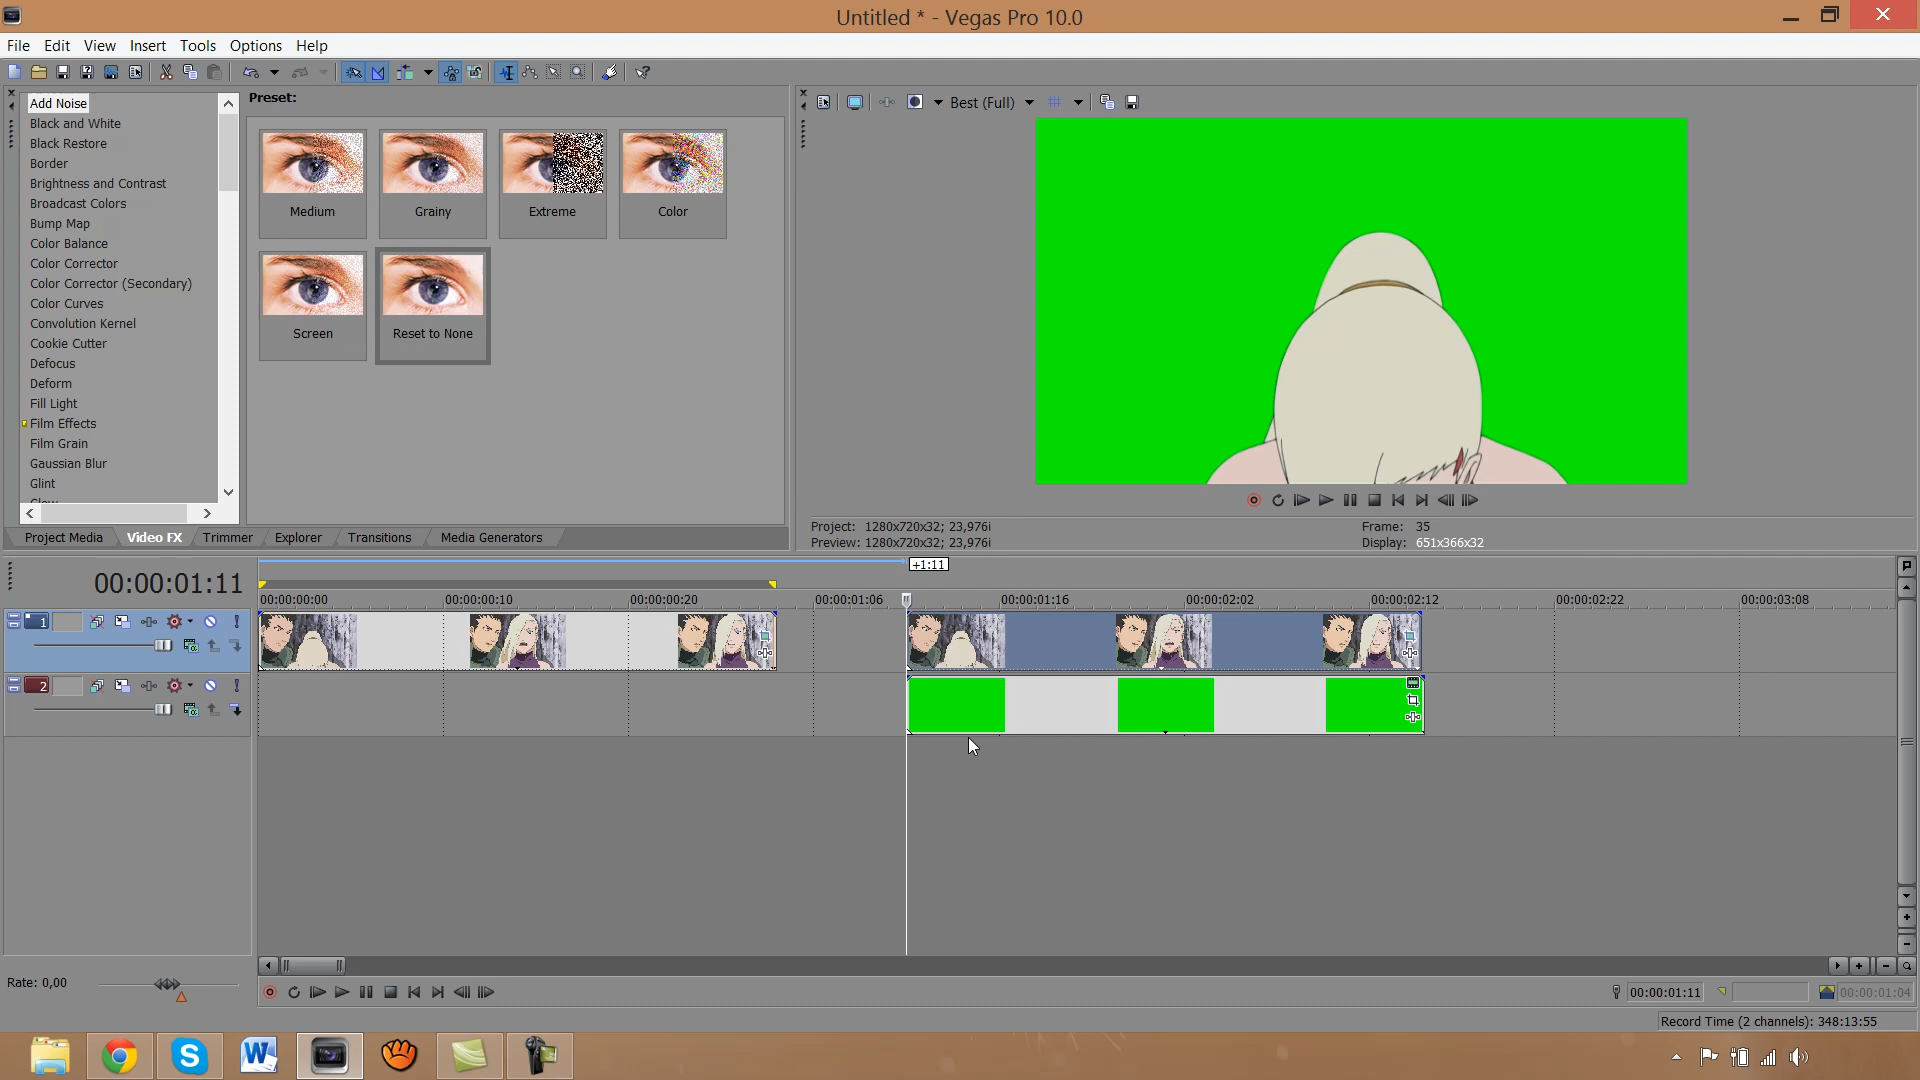 Untitled * - Vegas Pro 10.0
File Edit View Insert Tools Options Help
Add Noise
Black and White
Black Restore
Border
Brightness and Contrast
Broadcast Colors
Bump Map
Color Balance
Color Corrector
Color Corrector (Secondary)
Color Curves
Convolution Kernel
Cookie Cutter
Defocus
Deform
Fill Light
Film Effects
Film Grain
Gaussian Blur
Glint
Glow
Preset:
Medium Grainy Extreme Color
Screen Reset to None
Best (Full)
Project: 1280x720x32; 23,976i
Preview: 1280x720x32; 23,976i
Frame: 35
Display: 651x366x32
Project Media Video FX Trimmer Explorer Transitions Media Generators
00:00:01:11
+1:11
00:00:00:00 00:00:00:10 00:00:00:20 00:00:01:06 00:00:01:16 00:00:02:02 00:00:02:12 00:00:02:22 00:00:03:08
1
2
Rate: 0,00
00:00:01:11 00:00:01:04
Record Time (2 channels): 348:13:55